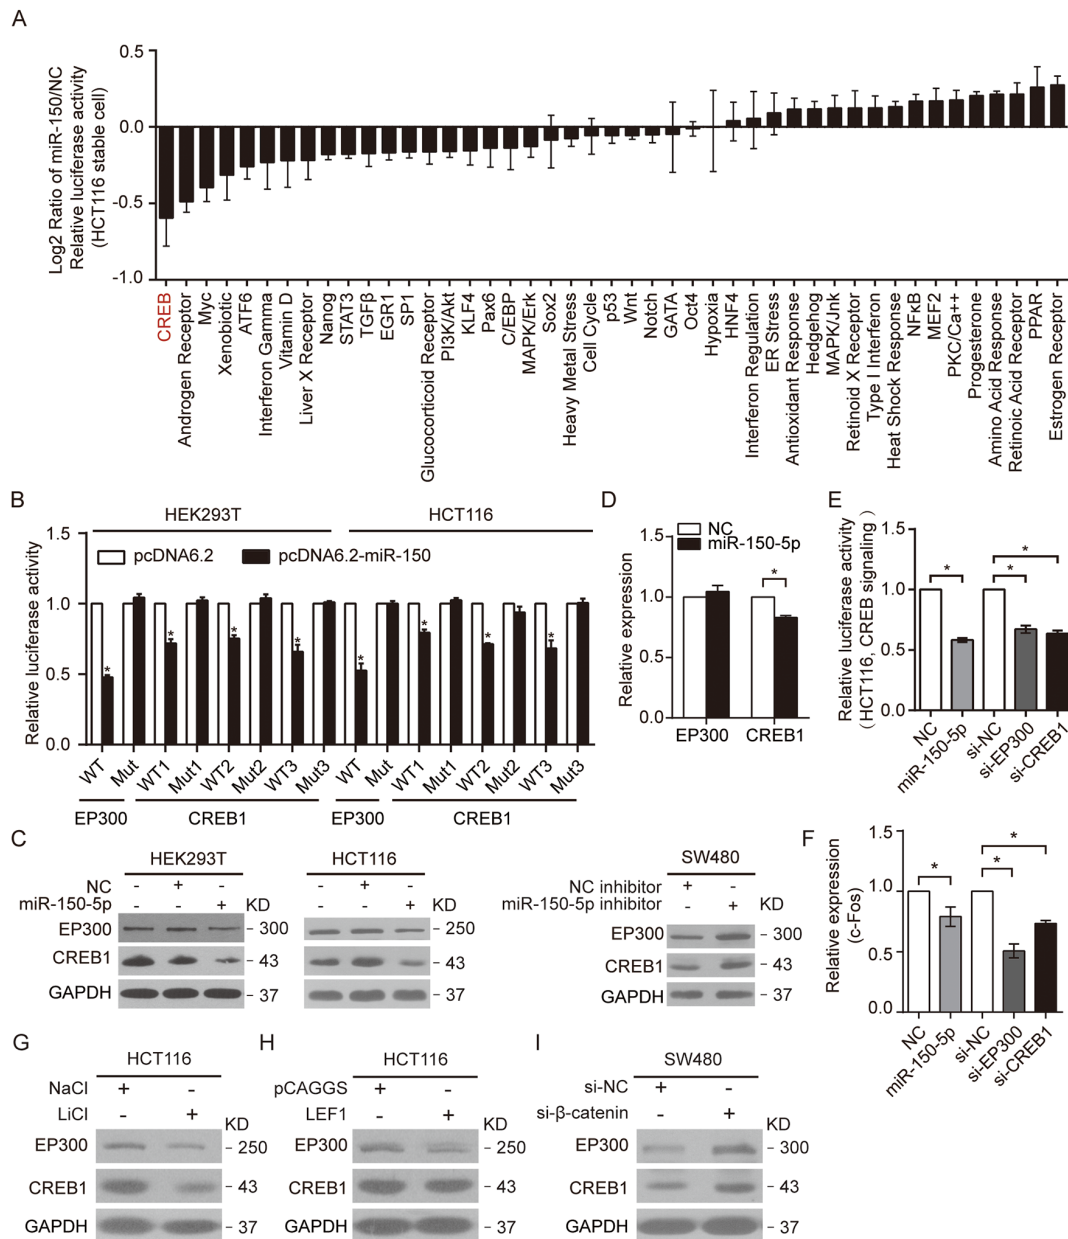 A
Log2 Ratio of miR-150/NC
Relative luciferase activity
(HCT116 stable cell)
0.5
0.0
-0.5
-1.0
CREB
Androgen Receptor
Myc
Xenobiotic
ATF6
Interferon Gamma
Vitamin D
Liver X Receptor
Nanog
STAT3
TGFβ
EGR1
SP1
Glucocorticoid Receptor
PI3K/Akt
KLF4
Pax6
C/EBP
MAPK/Erk
Sox2
Heavy Metal Stress
Cell Cycle
p53
Wnt
Notch
GATA
Oct4
Hypoxia
HNF4
Interferon Regulation
ER Stress
Antioxidant Response
Hedgehog
MAPK/Jnk
Retinoid X Receptor
Type I Interferon
Heat Shock Response
NFκB
MEF2
PKC/Ca++
Progesterone
Amino Acid Response
Retinoic Acid Receptor
PPAR
Estrogen Receptor
B
HEK293T HCT116
Relative luciferase activity
1.5
1.0
0.5
0.0
pcDNA6.2 pcDNA6.2-miR-150
* * * * * * * *
WT Mut WT1 Mut1 WT2 Mut2 WT3 Mut3 WT Mut WT1 Mut1 WT2 Mut2 WT3 Mut3
EP300 CREB1 EP300 CREB1
D
NC
miR-150-5p
Relative expression
1.5
1.0
0.5
0.0
*
EP300 CREB1
E
Relative luciferase activity
(HCT116, CREB signaling)
1.5
1.0
0.5
0.0
* * *
NC
miR-150-5p
si-NC
si-EP300
si-CREB1
C
HEK293T HCT116 SW480
NC - + - - + - NC inhibitor + -
miR-150-5p - - + KD - - + KD miR-150-5p inhibitor - + KD
EP300 - 300 - 250 EP300 - 300
CREB1 - 43 - 43 CREB1 - 43
GAPDH - 37 - 37 GAPDH - 37
F
Relative expression
(c-Fos)
1.5
1.0
0.5
0.0
* * *
NC
miR-150-5p
si-NC
si-EP300
si-CREB1
G
HCT116
NaCl + -
LiCl - + KD
EP300 - 250
CREB1 - 43
GAPDH - 37
H
HCT116
pCAGGS + -
LEF1 - + KD
EP300 - 250
CREB1 - 43
GAPDH - 37
I
SW480
si-NC + -
si-β-catenin - + KD
EP300 - 300
CREB1 - 43
GAPDH - 37